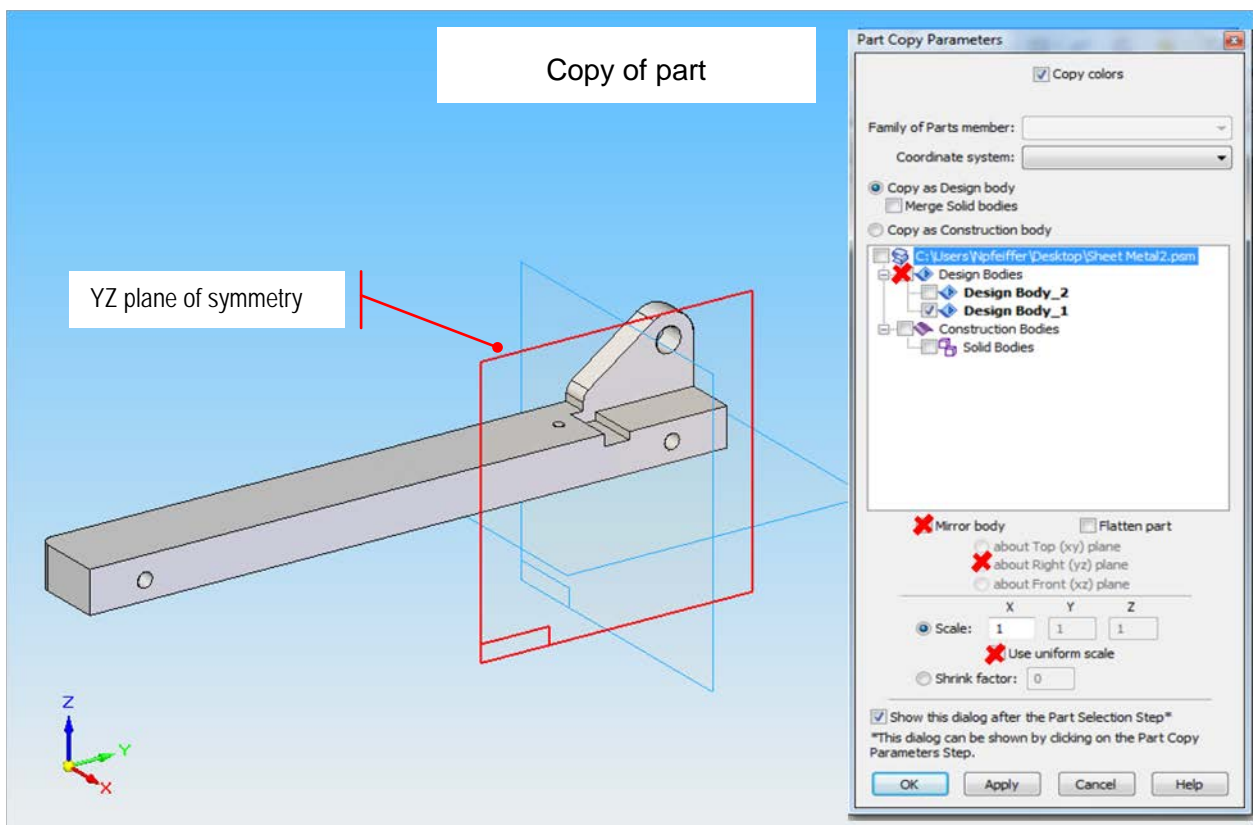 Copy of part
YZ plane of symmetry
Z
Y
X
Part Copy Parameters
Copy colors
Family of Parts member:
Coordinate system:
Copy as Design body
Merge Solid bodies
Copy as Construction body
C:\Users\Npfeiffer\Desktop\Sheet Metal2.psm
Design Bodies
Design Body_2
Design Body_1
Construction Bodies
Solid Bodies
Mirror body Flatten part
about Top (xy) plane
about Right (yz) plane
about Front (xz) plane
X Y Z
Scale: 1 1 1
Use uniform scale
Shrink factor: 0
Show this dialog after the Part Selection Step*
*This dialog can be shown by clicking on the Part Copy
Parameters Step.
OK Apply Cancel Help